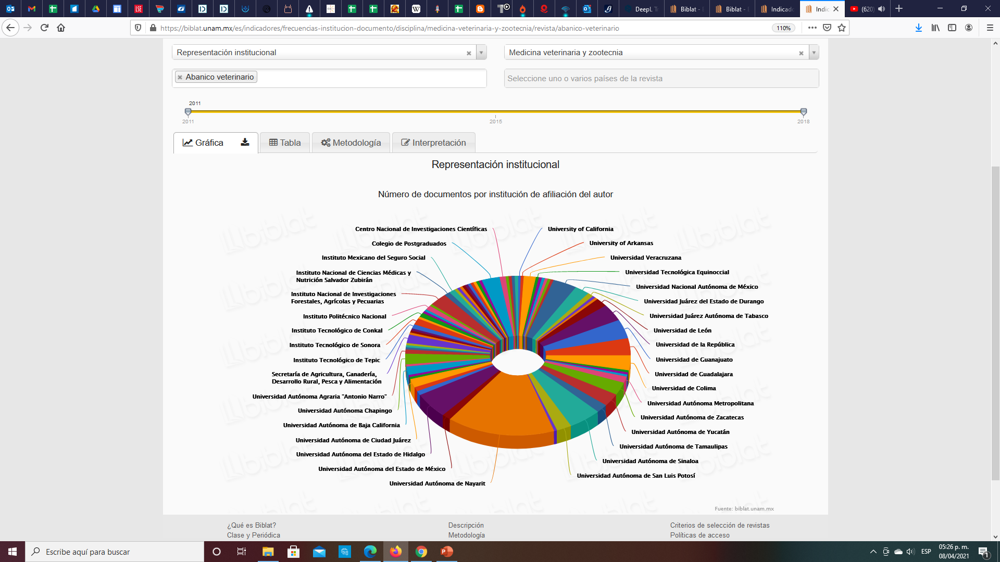 DeepL Tr
Biblat -
Biblat -
Indicado
Indic
(620)
https://biblat.unam.mx/es/indicadores/frecuencias-institucion-documento/disciplina/medicina-veterinaria-y-zootecnia/revista/abanico-veterinario
110%
Representación institucional
Medicina veterinaria y zootecnia
Abanico veterinario
Seleccione uno o varios países de la revista
2011
2011
2015
2018
Gráfica
Tabla
Metodología
Interpretación
Representación institucional
Número de documentos por institución de afiliación del autor
Centro Nacional de Investigaciones Científicas
Colegio de Postgraduados
Instituto Mexicano del Seguro Social
Instituto Nacional de Ciencias Médicas y
Nutrición Salvador Zubirán
Instituto Nacional de Investigaciones
Forestales, Agrícolas y Pecuarias
Instituto Politécnico Nacional
Instituto Tecnológico de Conkal
Instituto Tecnológico de Sonora
Instituto Tecnológico de Tepic
Secretaría de Agricultura, Ganadería,
Desarrollo Rural, Pesca y Alimentación
Universidad Autónoma Agraria "Antonio Narro"
Universidad Autónoma Chapingo
Universidad Autónoma de Baja California
Universidad Autónoma de Ciudad Juárez
Universidad Autónoma del Estado de Hidalgo
Universidad Autónoma del Estado de México
Universidad Autónoma de Nayarit
University of California
University of Arkansas
Universidad Veracruzana
Universidad Tecnológica Equinoccial
Universidad Nacional Autónoma de México
Universidad Juárez del Estado de Durango
Universidad Juárez Autónoma de Tabasco
Universidad de León
Universidad de la República
Universidad de Guanajuato
Universidad de Guadalajara
Universidad de Colima
Universidad Autónoma Metropolitana
Universidad Autónoma de Zacatecas
Universidad Autónoma de Yucatán
Universidad Autónoma de Tamaulipas
Universidad Autónoma de Sinaloa
Universidad Autónoma de San Luis Potosí
Fuente: biblat.unam.mx
¿Qué es Biblat?
Descripción
Criterios de selección de revistas
Clase y Periódica
Metodología
Políticas de acceso
Escribe aquí para buscar
ESP
05:26 p. m.
08/04/2021
1